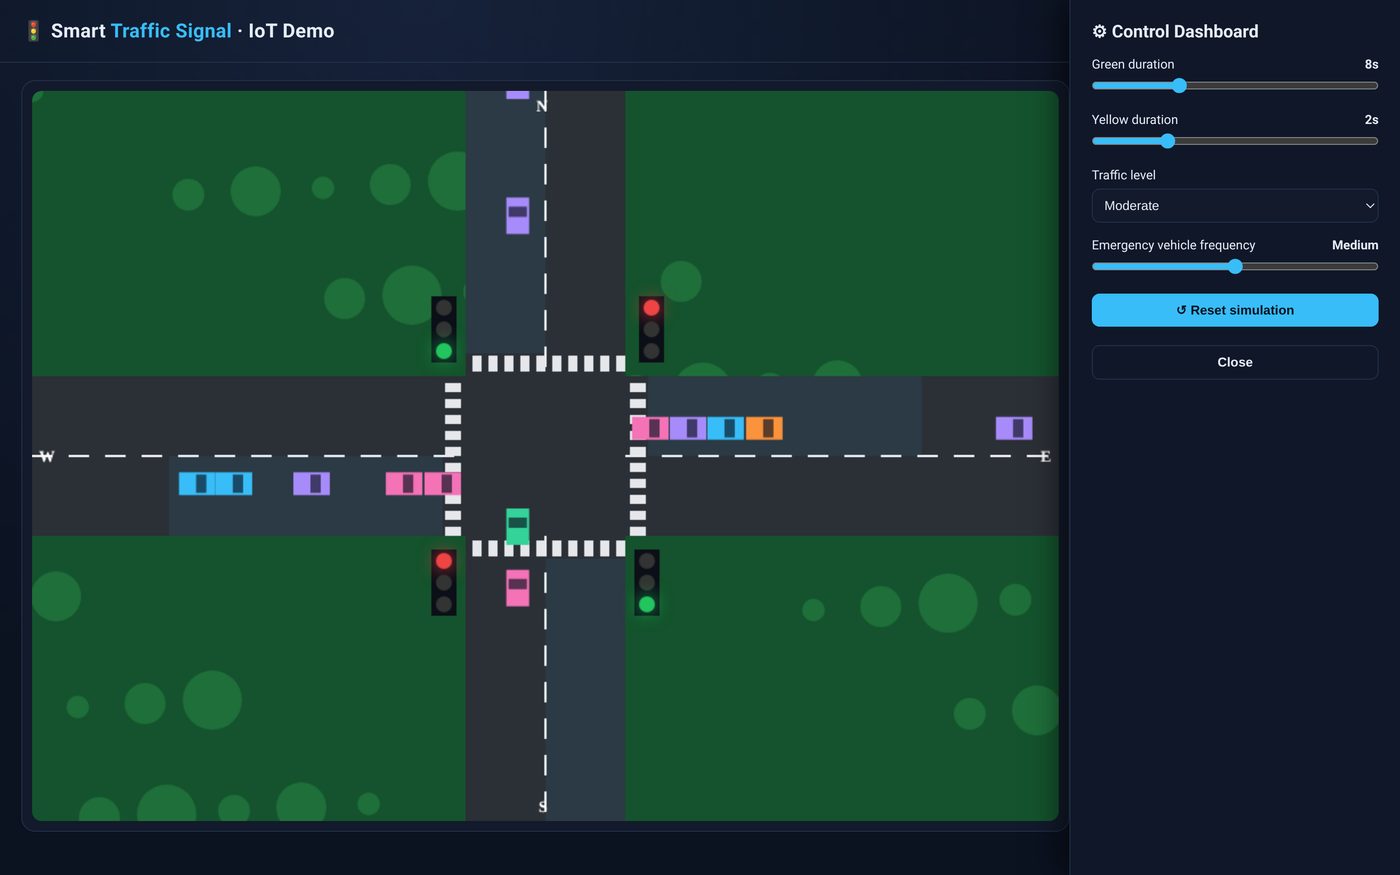 Smart Traffic Signal · IoT Demo
N
W
E
S
⚙ Control Dashboard
Green duration 8s
Yellow duration 2s
Traffic level
Moderate
Emergency vehicle frequency Medium
↺ Reset simulation
Close